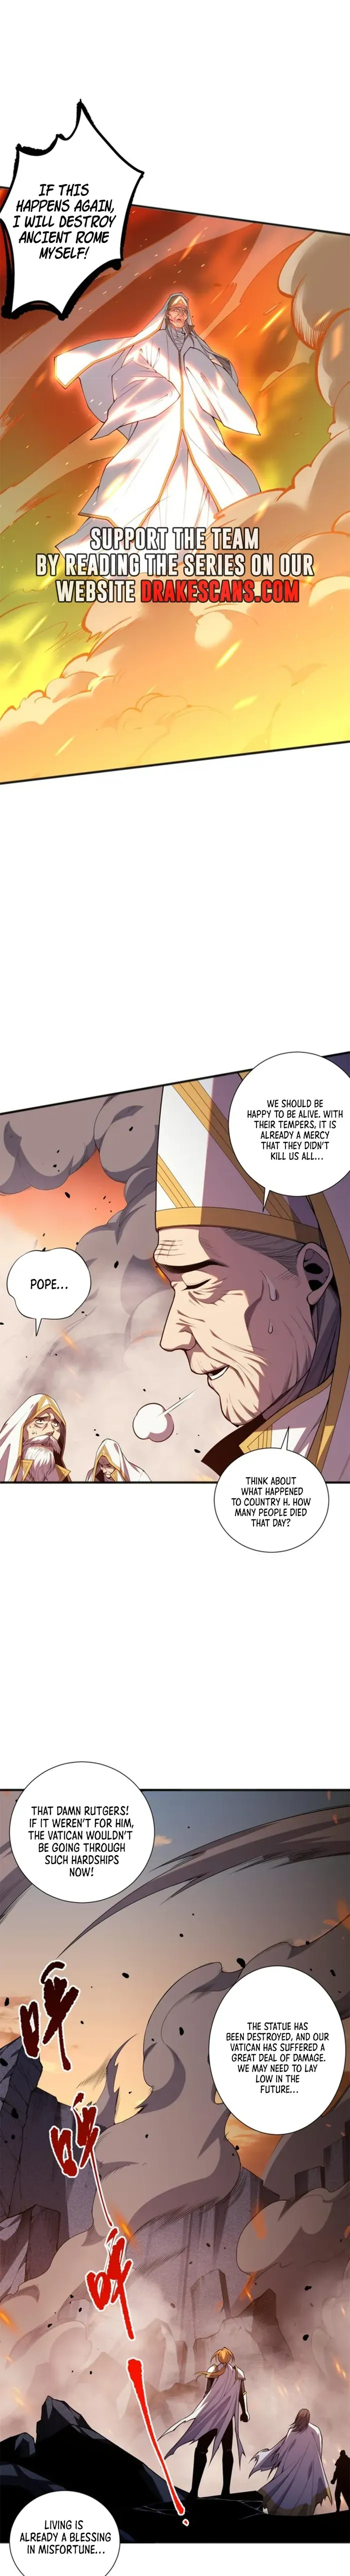 IF THIS
HAPPENS AGAIN,
I WILL DESTROY
ANCIENT ROME
MYSELF!
SUPPORT THE TEAM
BY READING THE SERIES ON OUR
WEBSITE DRAKESCANS.COM
WE SHOULD BE
HAPPY TO BE ALIVE. WITH
THEIR TEMPERS, IT IS
ALREADY A MERCY
THAT THEY DIDN'T
KILL US ALL...
POPE...
THINK ABOUT
WHAT HAPPENED
TO COUNTRY H. HOW
MANY PEOPLE DIED
THAT DAY?
THAT DAMN RUTGERS!
IF IT WEREN'T FOR HIM,
THE VATICAN WOULDN'T
BE GOING THROUGH
SUCH HARDSHIPS
NOW!
THE STATUE HAS
BEEN DESTROYED, AND OUR
VATICAN HAS SUFFERED A
GREAT DEAL OF DAMAGE.
WE MAY NEED TO LAY
LOW IN THE
FUTURE...
LIVING IS
ALREADY A BLESSING
IN MISFORTUNE...